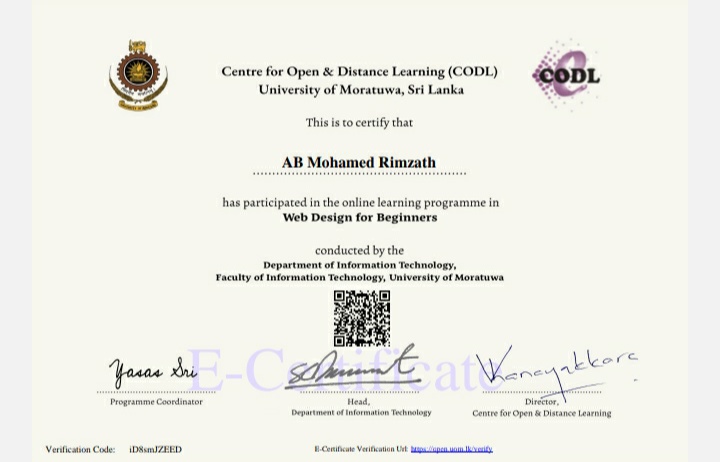 Centre for Open & Distance Learning (CODL)
University of Moratuwa, Sri Lanka
CODL
This is to certify that
AB Mohamed Rimzath
has participated in the online learning programme in
Web Design for Beginners
conducted by the
Department of Information Technology,
Faculty of Information Technology, University of Moratuwa
E-Certificate
Yasas Sri
Programme Coordinator
Head,
Department of Information Technology
Director,
Centre for Open & Distance Learning
Verification Code: iD8smJZEED
E-Certificate Verification Url: https://open.uom.lk/verify